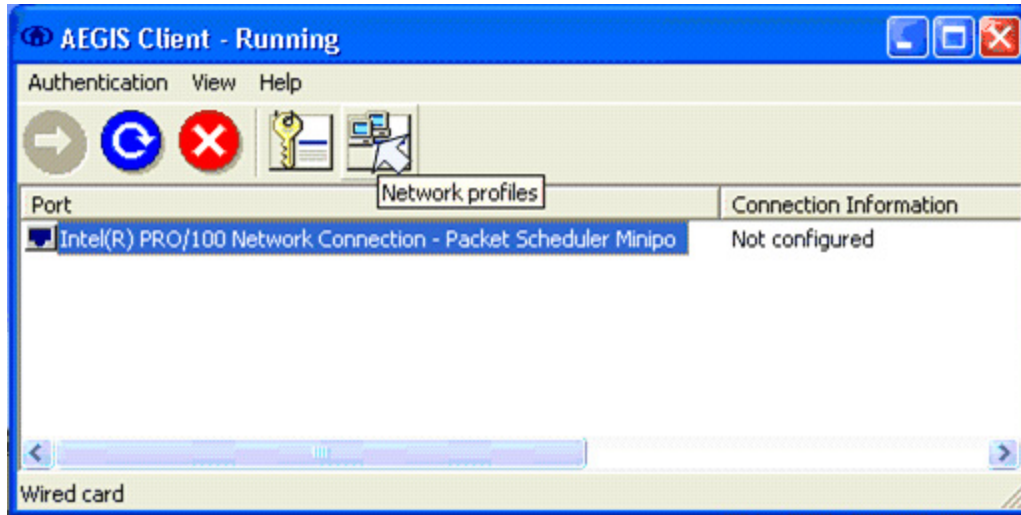 AEGIS Client - Running
Authentication View Help
Network profiles
Port Connection Information
Intel(R) PRO/100 Network Connection - Packet Scheduler Minipo Not configured
Wired card